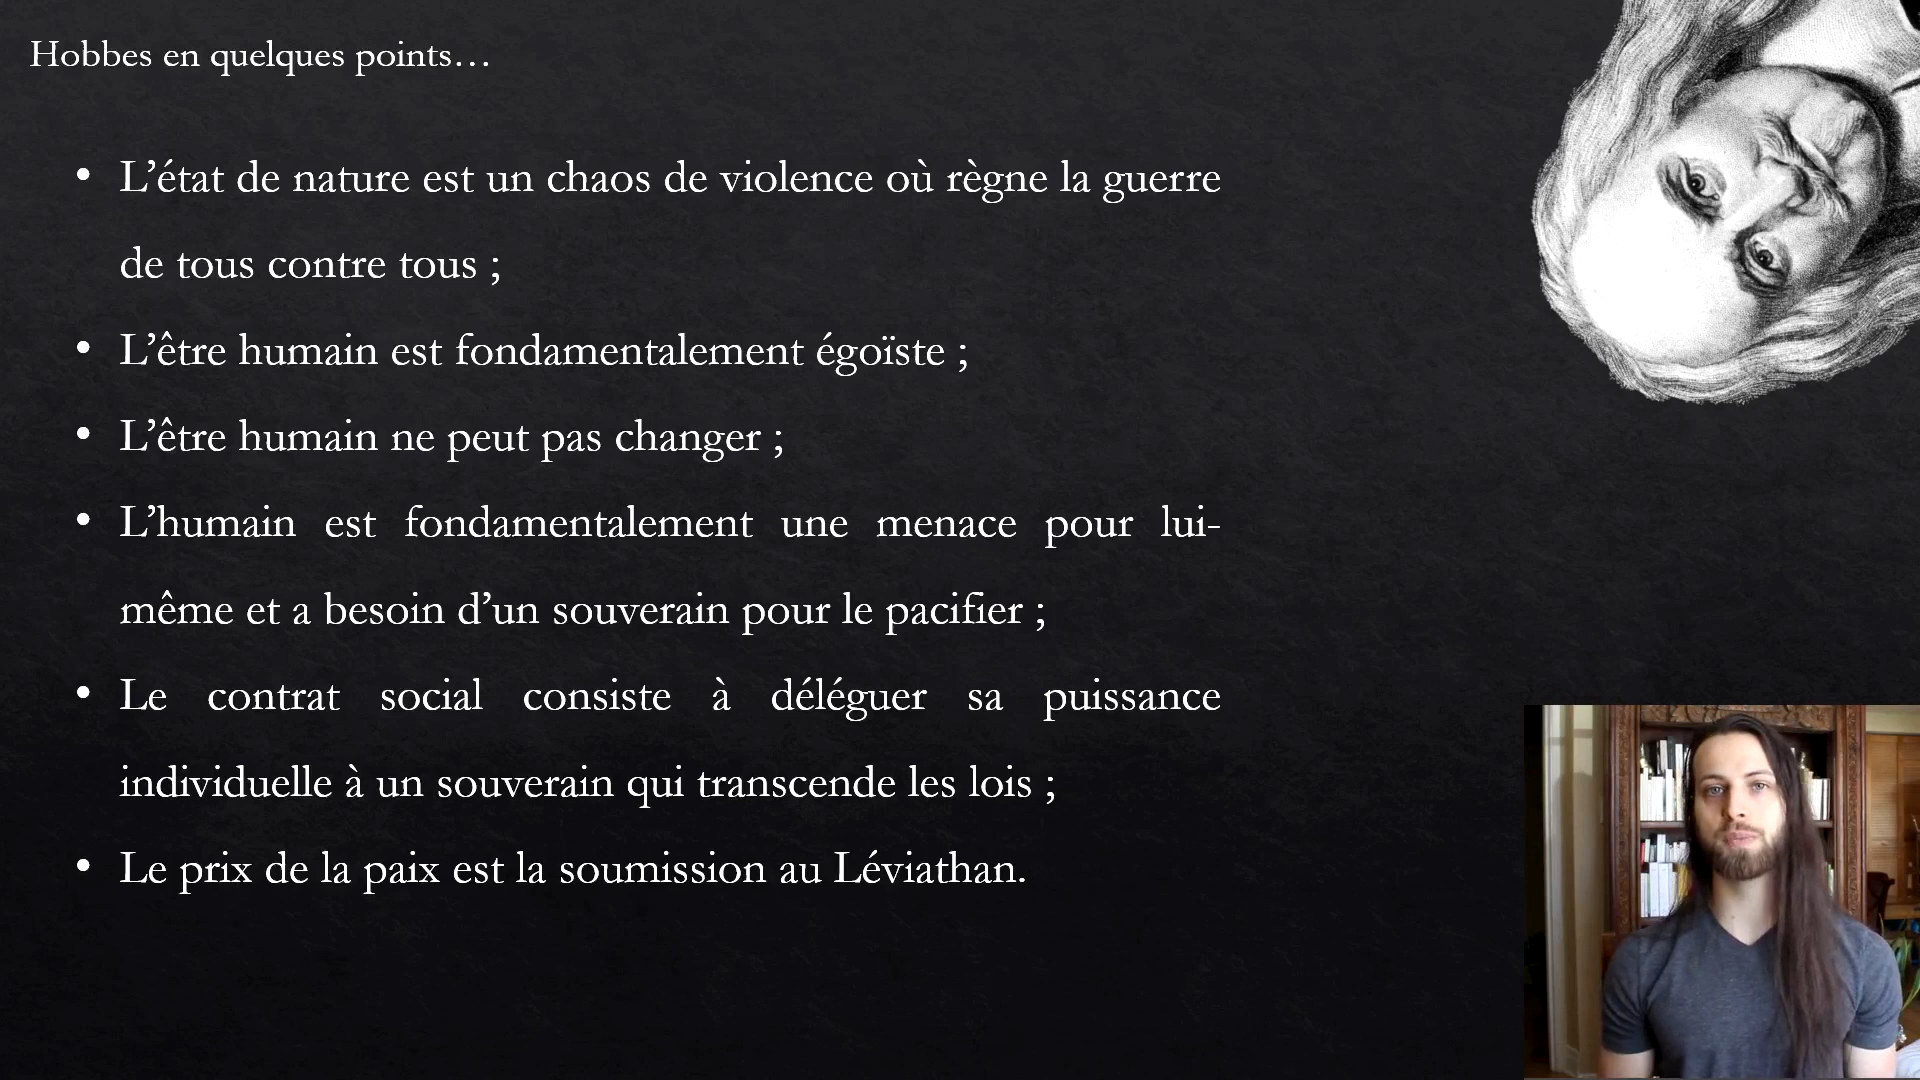 Hobbes en quelques points…
• L’état de nature est un chaos de violence où règne la guerre
de tous contre tous ;
• L’être humain est fondamentalement égoïste ;
• L’être humain ne peut pas changer ;
• L’humain est fondamentalement une menace pour lui-
même et a besoin d’un souverain pour le pacifier ;
• Le contrat social consiste à déléguer sa puissance
individuelle à un souverain qui transcende les lois ;
• Le prix de la paix est la soumission au Léviathan.